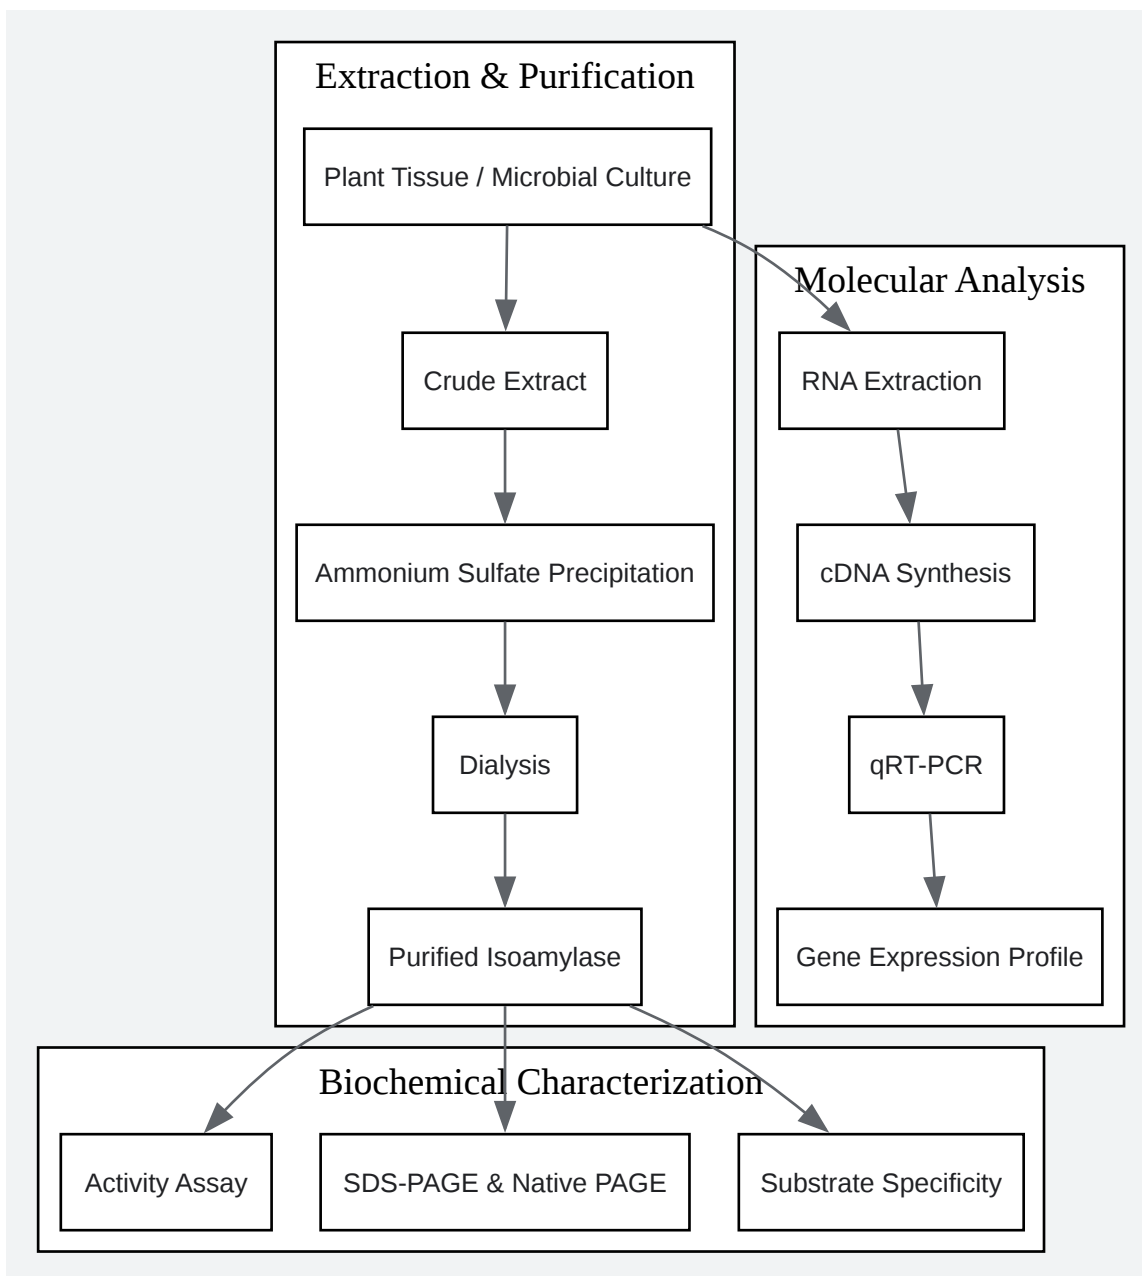 Extraction & Purification
Plant Tissue / Microbial Culture
Crude Extract
Ammonium Sulfate Precipitation
Dialysis
Purified Isoamylase
Molecular Analysis
RNA Extraction
cDNA Synthesis
qRT-PCR
Gene Expression Profile
Biochemical Characterization
Activity Assay
SDS-PAGE & Native PAGE
Substrate Specificity